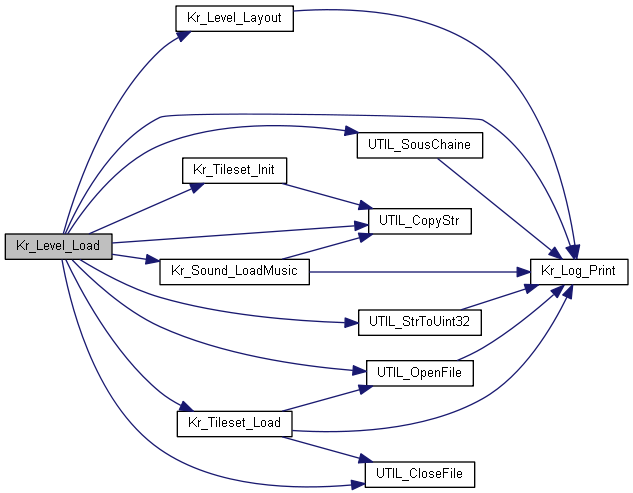 Kr_Level_Layout
UTIL_SousChaine
Kr_Tileset_Init
UTIL_CopyStr
Kr_Level_Load
Kr_Sound_LoadMusic
Kr_Log_Print
UTIL_StrToUint32
UTIL_OpenFile
Kr_Tileset_Load
UTIL_CloseFile